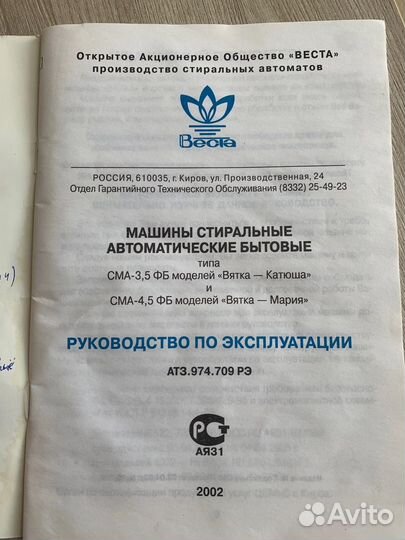 Открытое Акционерное Общество «ВЕСТА»
производство стиральных автоматов
Веста
РОССИЯ, 610035, г. Киров, ул. Производственная, 24
Отдел Гарантийного Технического Обслуживания (8332) 25-49-23
МАШИНЫ СТИРАЛЬНЫЕ
АВТОМАТИЧЕСКИЕ БЫТОВЫЕ
типа
СМА-3,5 ФБ моделей «Вятка — Катюша»
и
СМА-4,5 ФБ моделей «Вятка — Мария»
РУКОВОДСТВО ПО ЭКСПЛУАТАЦИИ
АТЗ.974.709 РЭ
АЯ31
2002
Avito